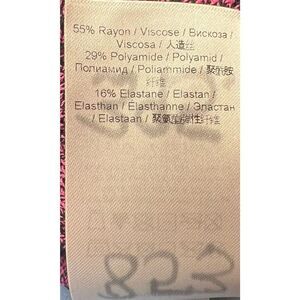 55% Rayon / Viscose / Вискоза /
Viscosa / 人造丝
29% Polyamide / Polyamid /
Полиамид / Poliammide / 聚酰胺
纤维
16% Elastane / Elastan /
Elasthan / Elasthanne / Эластан
/ Elastaan / 聚氨酯弹性纤维